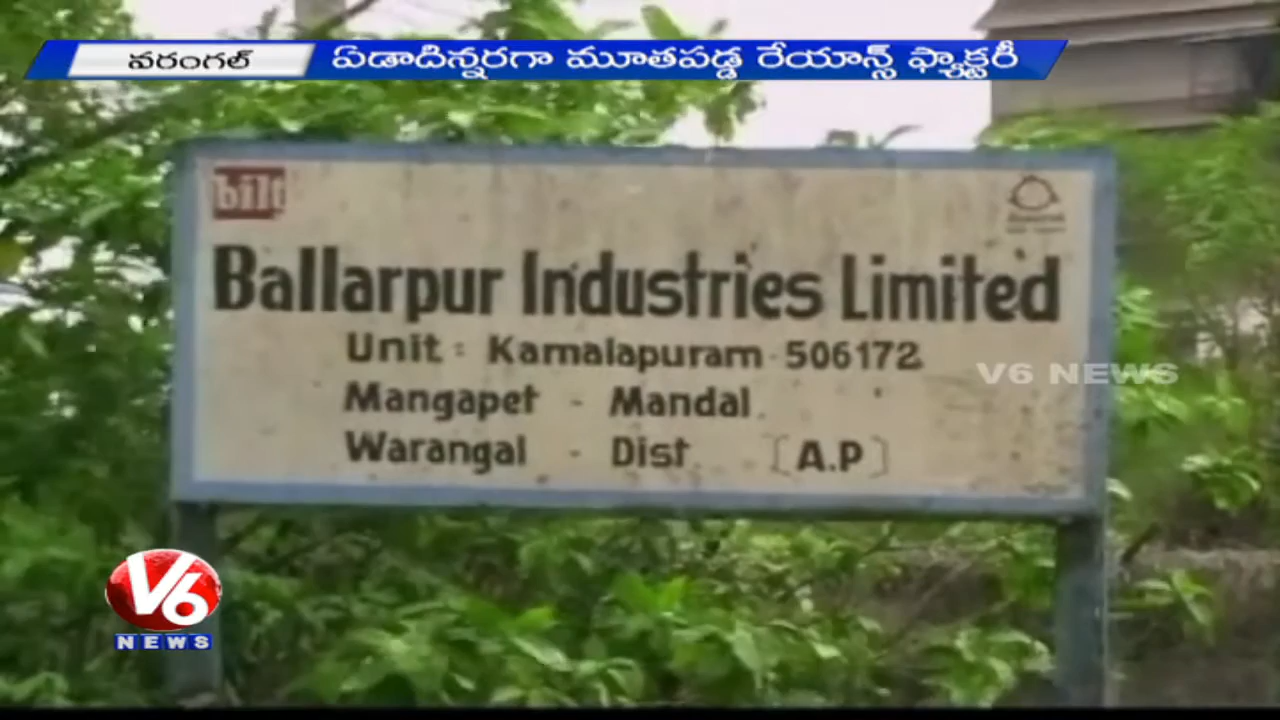 వరంగల్ ఏడాదిన్నరగా మూతపడ్డ రేయాన్స్ ఫ్యాక్టరీ
bilt
Ballarpur Industries Limited
Unit : Kamalapuram - 506172
V6 NEWS
Mangapet - Mandal
Warangal - Dist [A.P]
V6
NEWS